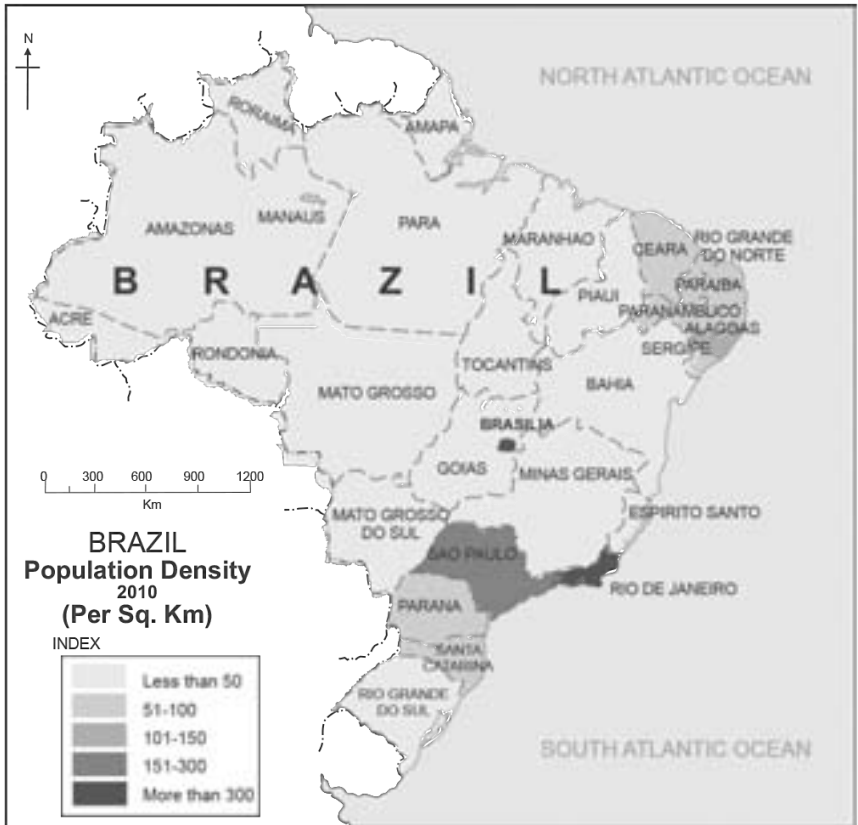 N
NORTH ATLANTIC OCEAN
RORAIMA
AMAPA
AMAZONAS
MANAUS
PARA
MARANHAO
CEARA
RIO GRANDE
DO NORTE
BRAZIL
PIAUI
PARAIBA
PARANAMBUCO
ALAGOAS
SERGIPE
ACRE
RONDONIA
TOCANTINS
MATO GROSSO
BAHIA
BRASILIA
GOIAS
MINAS GERAIS
0 300 600 900 1200
Km
MATO GROSSO
DO SUL
ESPIRITO SANTO
SAO PAULO
RIO DE JANEIRO
PARANA
SANTA
CATARINA
RIO GRANDE
DO SUL
BRAZIL
Population Density
2010
(Per Sq. Km)
INDEX
Less than 50
51-100
101-150
151-300
More than 300
SOUTH ATLANTIC OCEAN